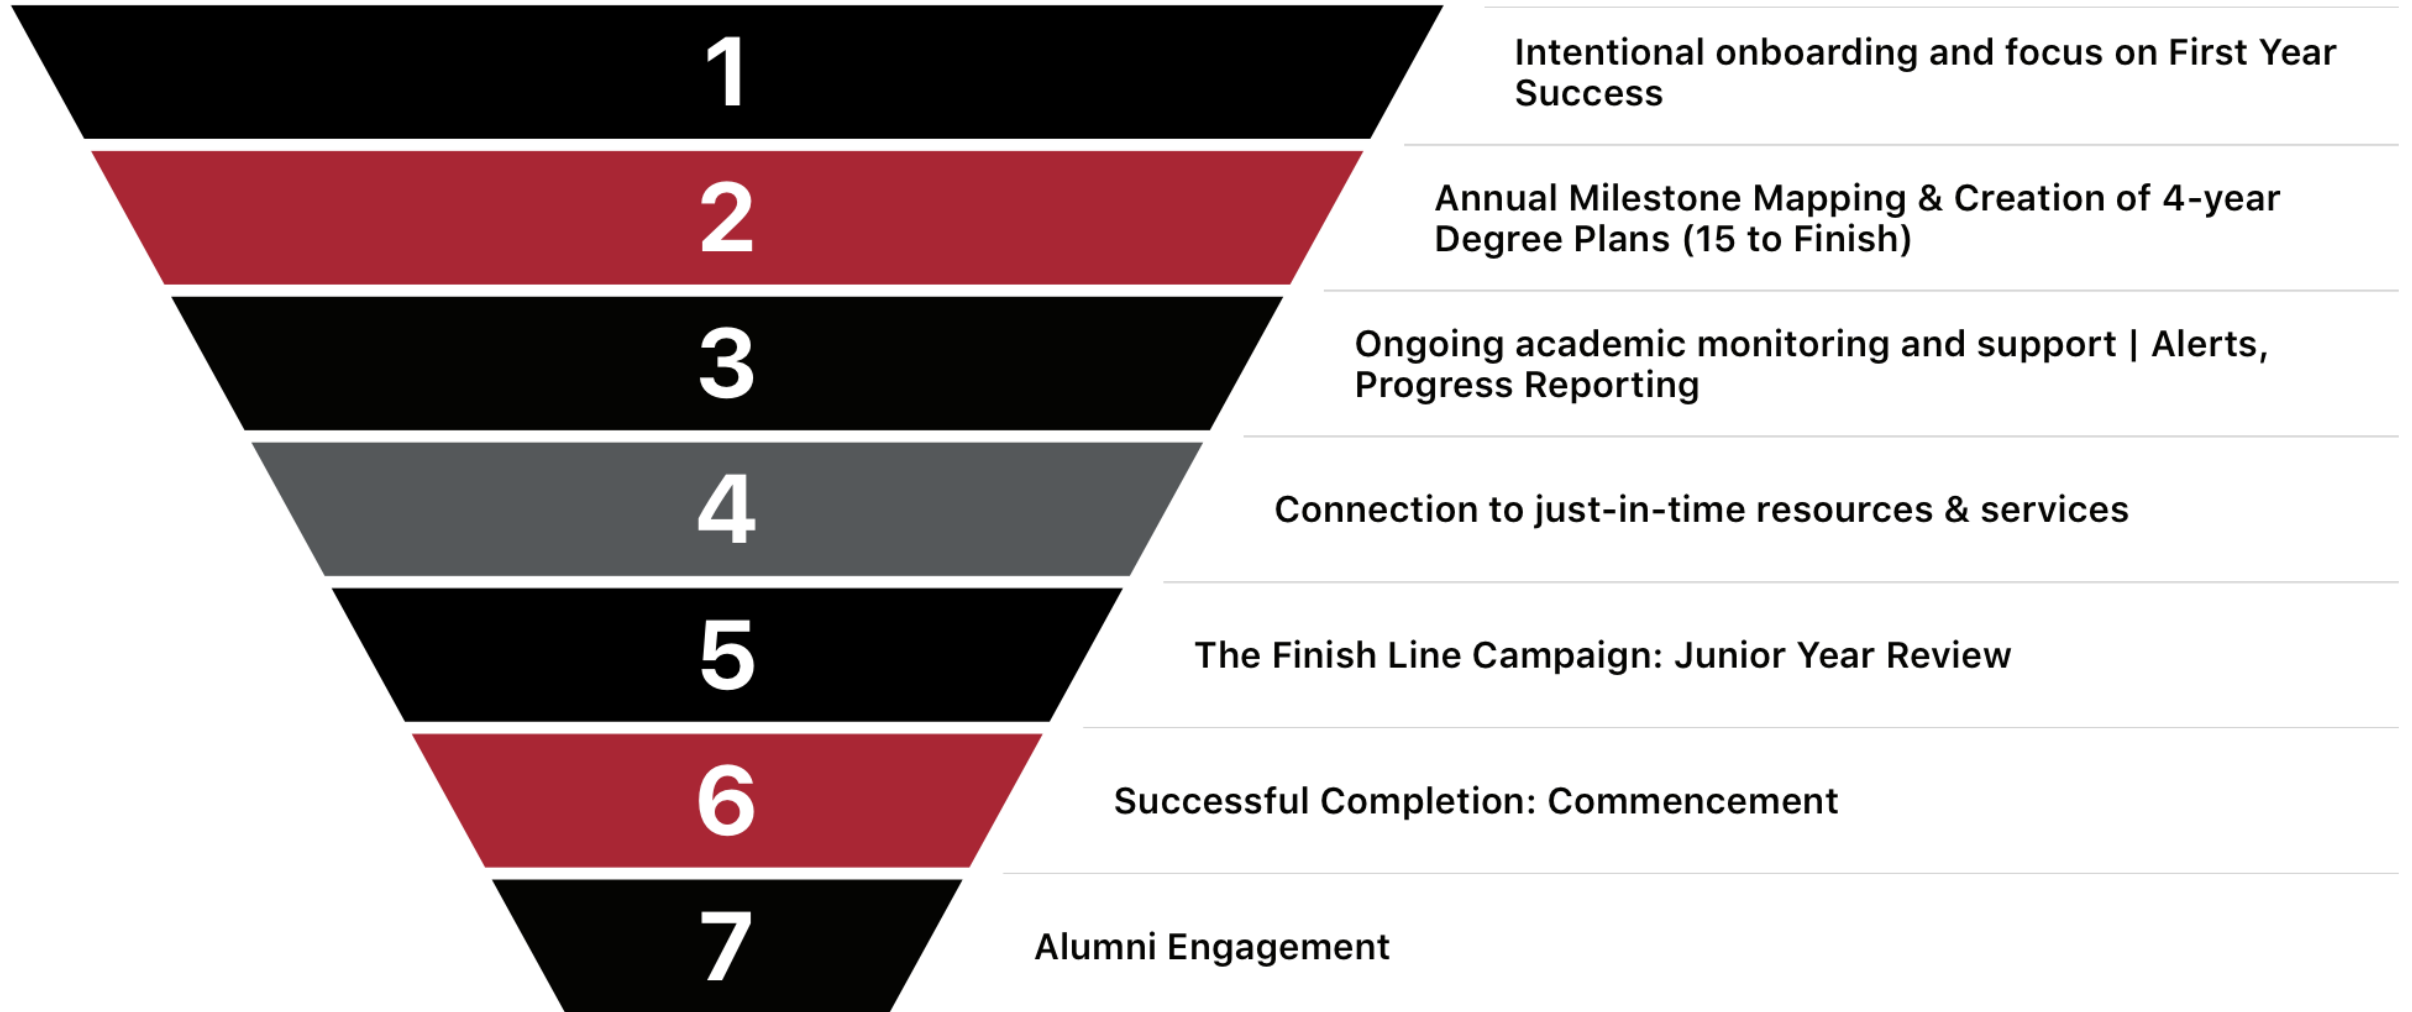 1
Intentional onboarding and focus on First Year
Success
2
Annual Milestone Mapping & Creation of 4-year
Degree Plans (15 to Finish)
3
Ongoing academic monitoring and support | Alerts,
Progress Reporting
4
Connection to just-in-time resources & services
5
The Finish Line Campaign: Junior Year Review
6
Successful Completion: Commencement
7
Alumni Engagement